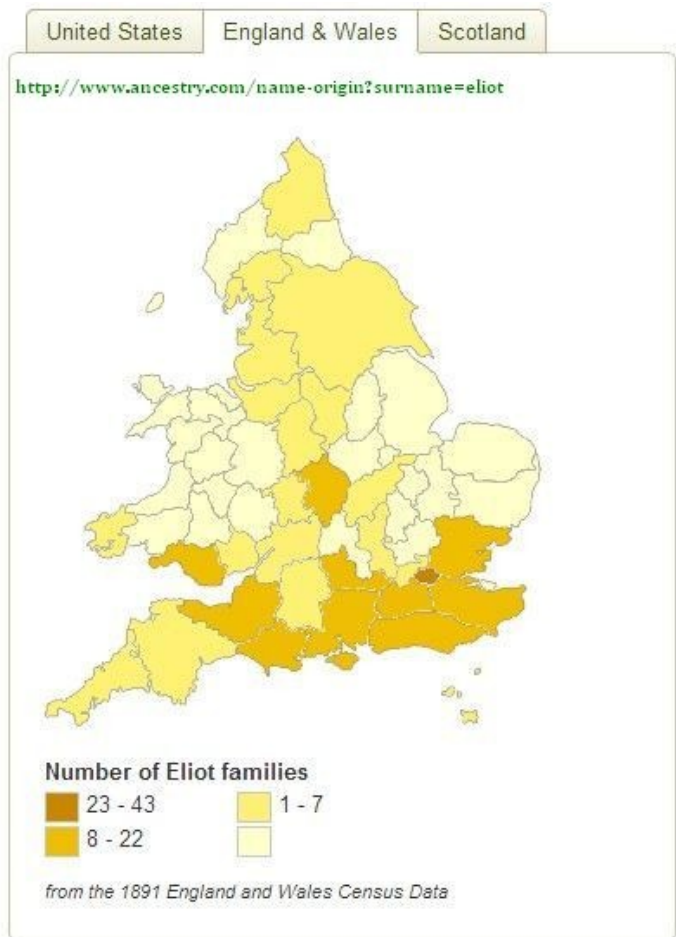 United States England & Wales Scotland
http://www.ancestry.com/name-origin?surname=eliot
Number of Eliot families
23 - 43 1 - 7
8 - 22
from the 1891 England and Wales Census Data